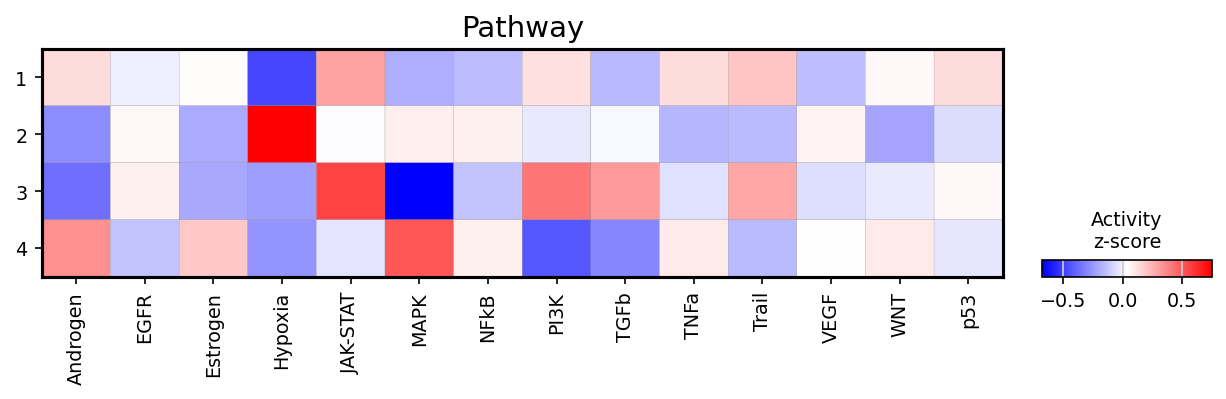 Pathway
1
2
3
4
Androgen
EGFR
Estrogen
Hypoxia
JAK-STAT
MAPK
NFkB
PI3K
TGFb
TNFa
Trail
VEGF
WNT
p53
Activity
z-score
−0.5 0.0 0.5